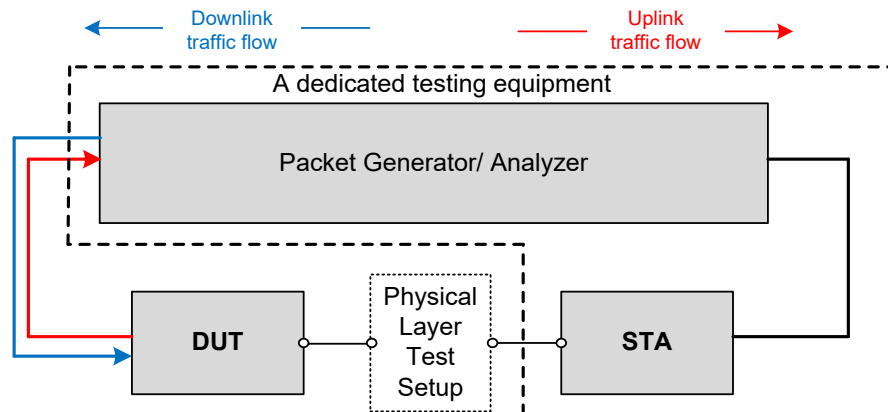 Downlink
traffic flow
Uplink
traffic flow
A dedicated testing equipment
Packet Generator/ Analyzer
DUT
Physical
Layer
Test
Setup
STA